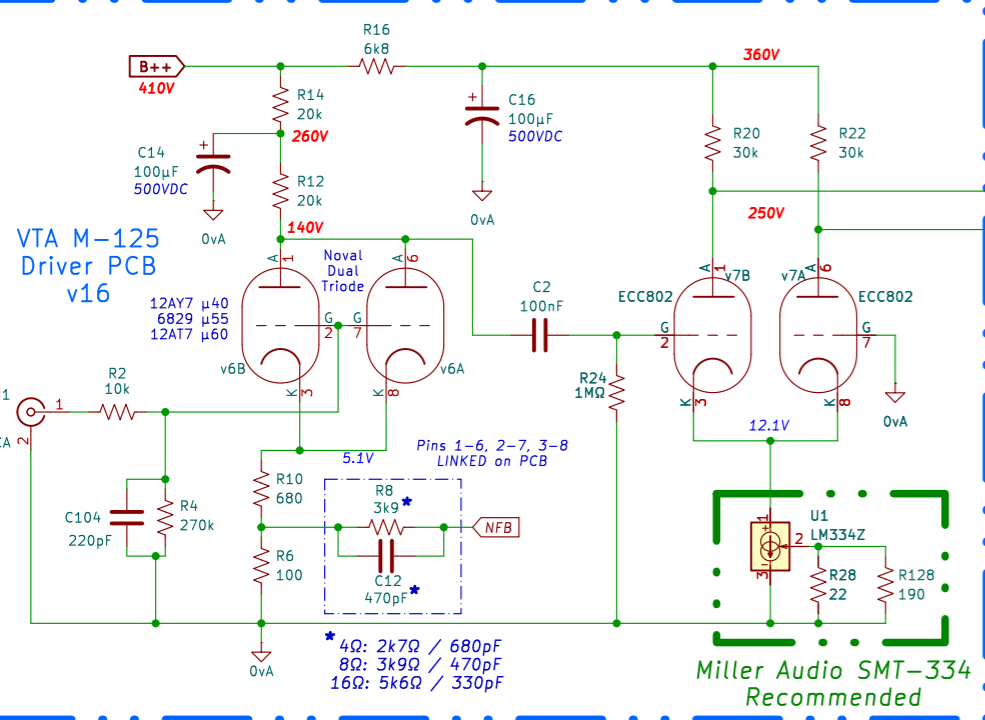 R16
6k8
B++
410V
360V
R14
20k
C16
100µF
500VDC
260V
C14
100µF
500VDC
R20
30k
R22
30k
R12
20k
0vA
0vA
250V
140V
VTA M-125
Driver PCB
v16
Noval
Dual
Triode
A
1
A
6
A
1
v7B
v7A
A
6
12AY7 µ40
6829 µ55
12AT7 µ60
C2
100nF
ECC802
ECC802
G
2
G
7
G
2
G
7
v6B
v6A
K
3
K
8
R2
10k
R24
1MΩ
K
3
K
8
0vA
1
1
2
CA
12.1V
5.1V
Pins 1-6, 2-7, 3-8
LINKED on PCB
R10
680
R8
3k9
*
NFB
C104
220pF
R4
270k
R6
100
C12
470pF
*
U1
LM334Z
1
+
2
-
3
R28
22
R128
190
* 4Ω: 2k7Ω / 680pF
8Ω: 3k9Ω / 470pF
16Ω: 5k6Ω / 330pF
0vA
Miller Audio SMT-334
Recommended